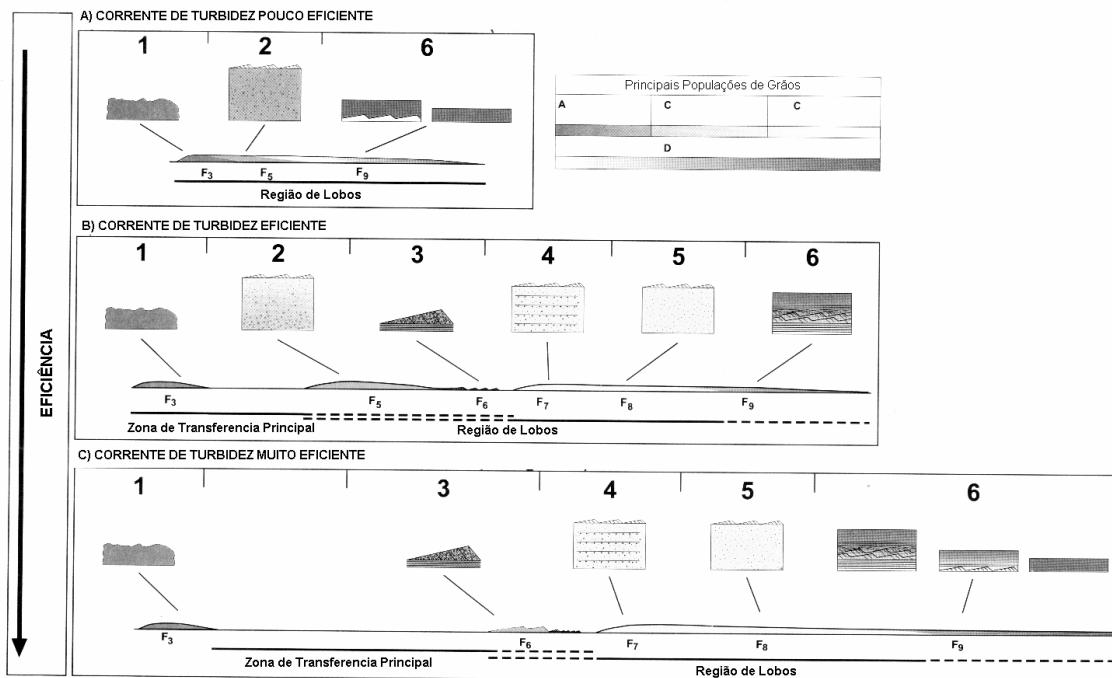 EFICIÊNCIA
A) CORRENTE DE TURBIDEZ POUCO EFICIENTE
1 2 6
F3 F5 F9
Região de Lobos
Principais Populações de Grãos
A C C
D
B) CORRENTE DE TURBIDEZ EFICIENTE
1 2 3 4 5 6
F3 F5 F6 F7 F8 F9
Zona de Transferencia Principal Região de Lobos
C) CORRENTE DE TURBIDEZ MUITO EFICIENTE
1 3 4 5 6
F3 F6 F7 F8 F9
Zona de Transferencia Principal Região de Lobos